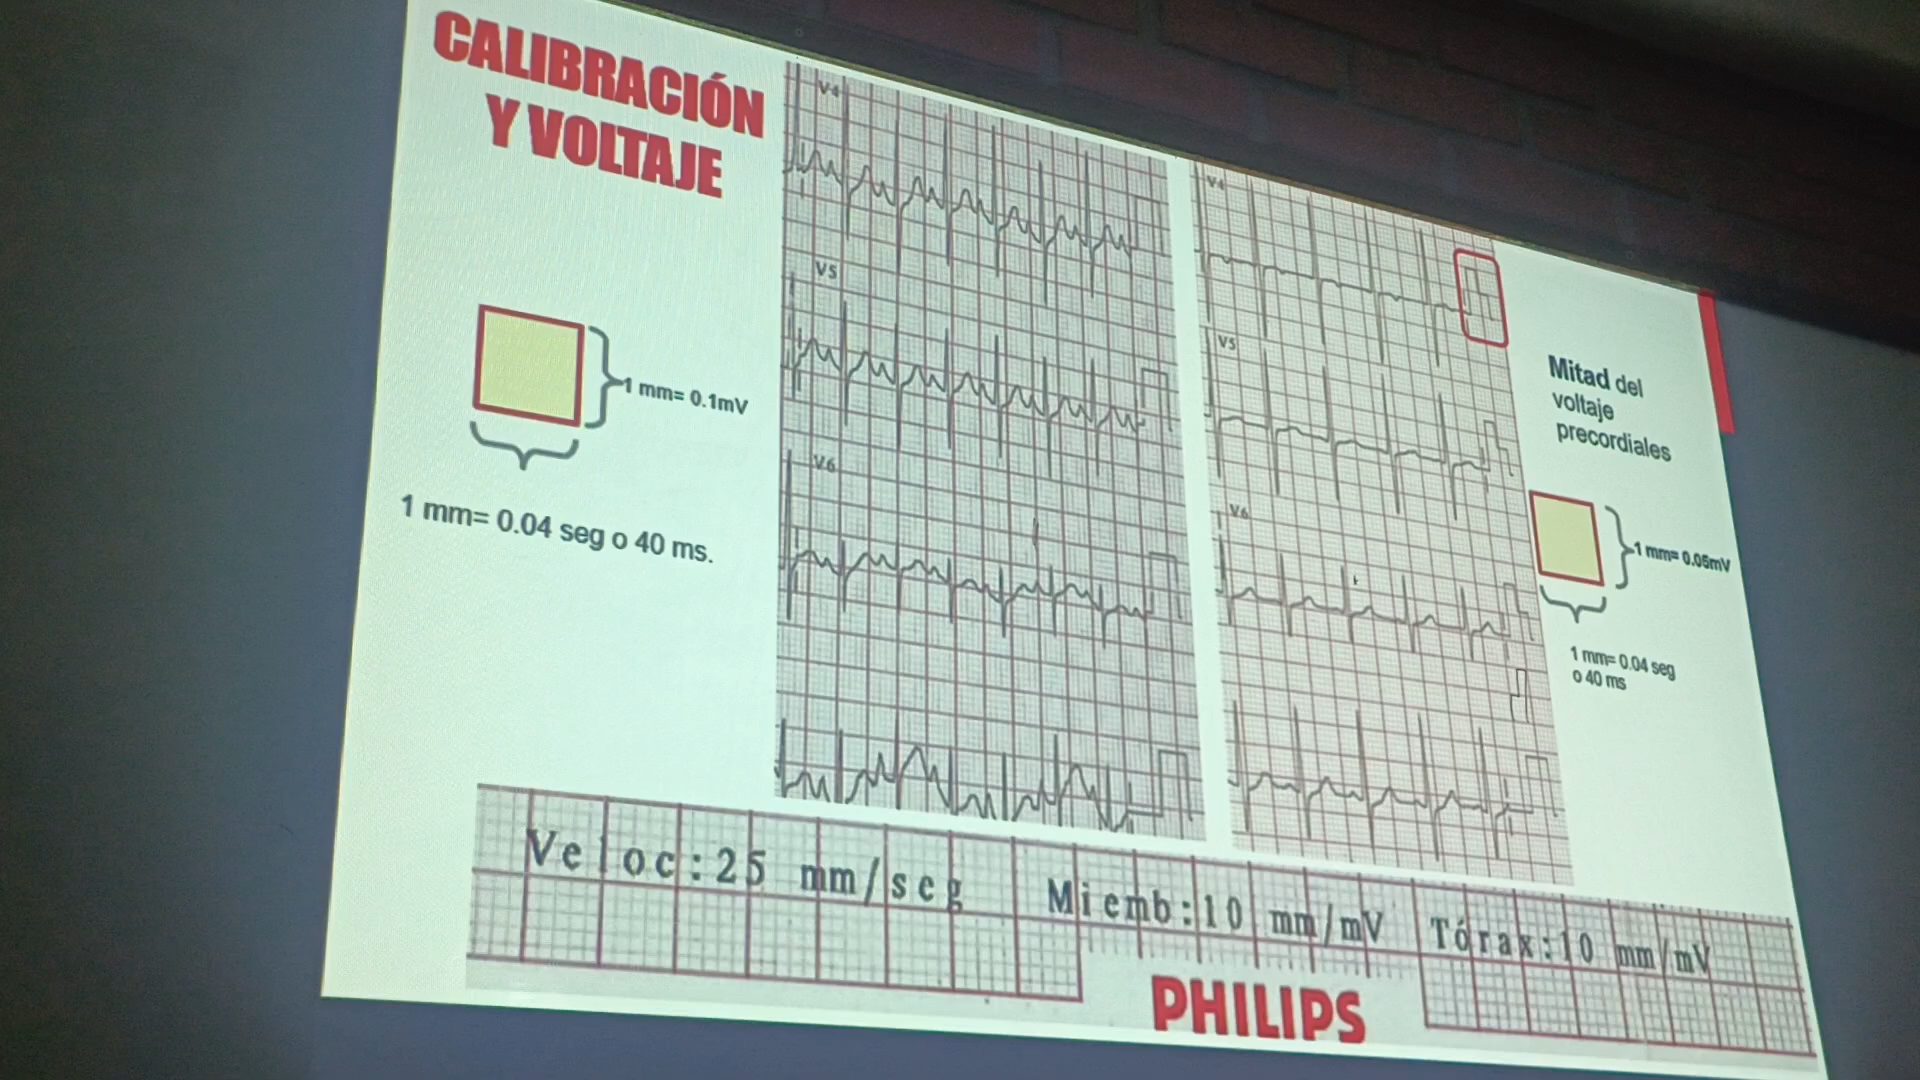 CALIBRACIÓN
Y VOLTAJE
1 mm= 0.1mV
1 mm= 0.04 seg o 40 ms.
V4
V5
V6
V4
V5
V6
Mitad del
voltaje
precordiales
1 mm= 0.05mV
1 mm= 0.04 seg
o 40 ms
Veloc:25 mm/seg Miemb:10 mm/mV Tórax:10 mm/mV
PHILIPS